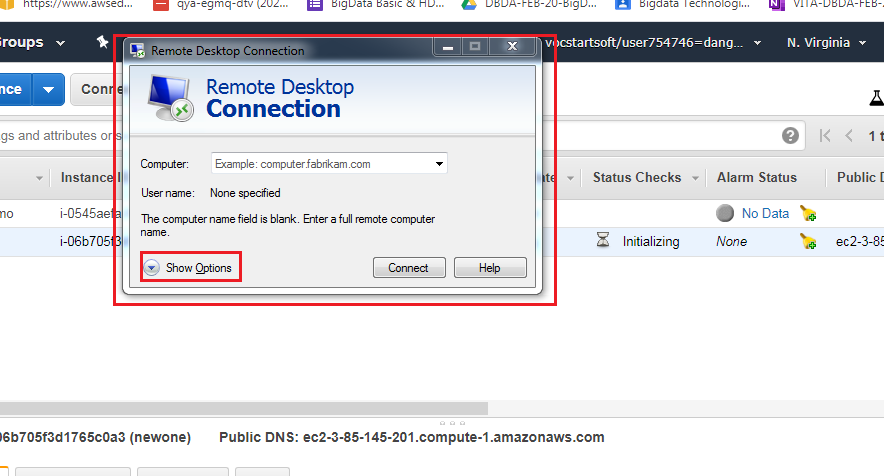 https://www.awsed...
qya-egmq-dtv (202...
BigData Basic & HD...
DBDA-FEB-20-BigD...
Bigdata Technologi...
VITA-DBDA-FEB-
Groups
vocstartsoft/user754746=dang...
N. Virginia
Remote Desktop Connection
Remote Desktop
Connection
nce
Conne
ags and attributes or s
1 t
Instance I
te
Status Checks
Alarm Status
Public D
Computer:
Example: computer.fabrikam.com
User name:
None specified
mo
i-0545aefa
No Data
The computer name field is blank. Enter a full remote computer
name.
i-06b705f3
Initializing
None
ec2-3-85-
Show Options
Connect
Help
06b705f3d1765c0a3 (newone)
Public DNS: ec2-3-85-145-201.compute-1.amazonaws.com